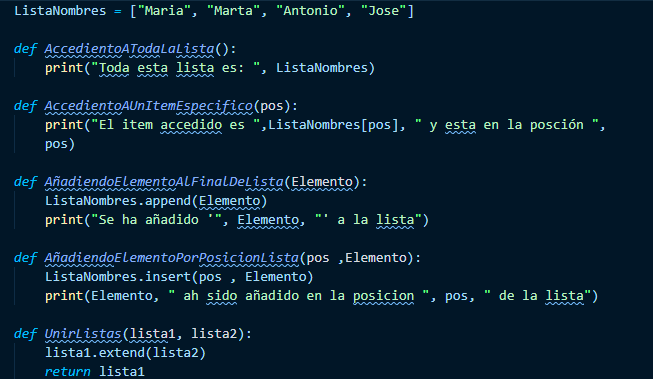 ListaNombres = ["Maria", "Marta", "Antonio", "Jose"]
def AccedientoATodaLaLista():
print("Toda esta lista es: ", ListaNombres)
def AccedientoAUnItemEspecifico(pos):
print("El item accedido es ",ListaNombres[pos], " y esta en la posción ",
pos)
def AñadiendoElementoAlFinalDeLista(Elemento):
ListaNombres.append(Elemento)
print("Se ha añadido '", Elemento, "' a la lista")
def AñadiendoElementoPorPosicionLista(pos ,Elemento):
ListaNombres.insert(pos , Elemento)
print(Elemento, " ah sido añadido en la posicion ", pos, " de la lista")
def UnirListas(lista1, lista2):
lista1.extend(lista2)
return lista1